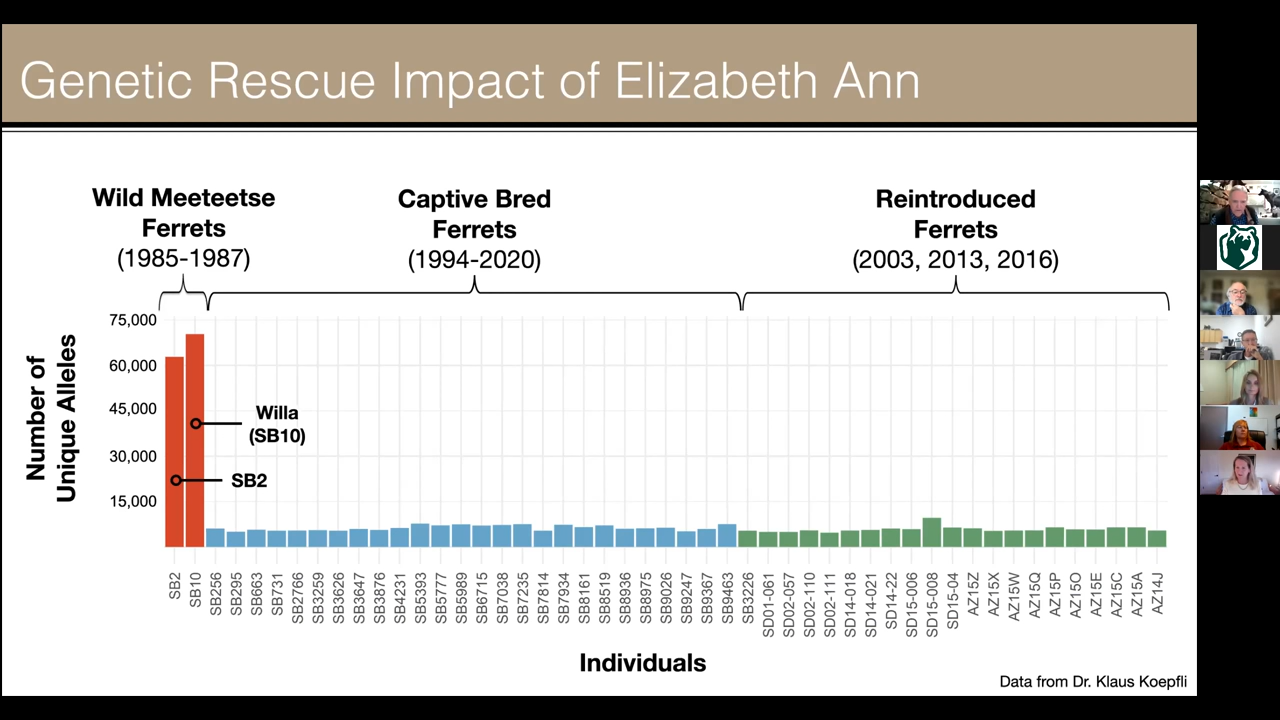 Genetic Rescue Impact of Elizabeth Ann
Wild Meeteetse
Ferrets
(1985-1987)
Captive Bred
Ferrets
(1994-2020)
Reintroduced
Ferrets
(2003, 2013, 2016)
Number of
Unique Alleles
75,000
60,000
45,000
30,000
15,000
Willa
(SB10)
SB2
SB2
SB10
SB256
SB295
SB663
SB731
SB2766
SB3259
SB3626
SB3647
SB3876
SB4231
SB5393
SB5777
SB5989
SB6715
SB7038
SB7235
SB7814
SB7934
SB8161
SB8519
SB8936
SB8975
SB9026
SB9247
SB9367
SB9463
SB3226
SD01-061
SD02-057
SD02-110
SD02-111
SD14-018
SD14-021
SD14-22
SD15-006
SD15-008
SD15-04
AZ15Z
AZ15X
AZ15W
AZ15Q
AZ15P
AZ15O
AZ15E
AZ15C
AZ15A
AZ14J
Individuals
Data from Dr. Klaus Koepfli